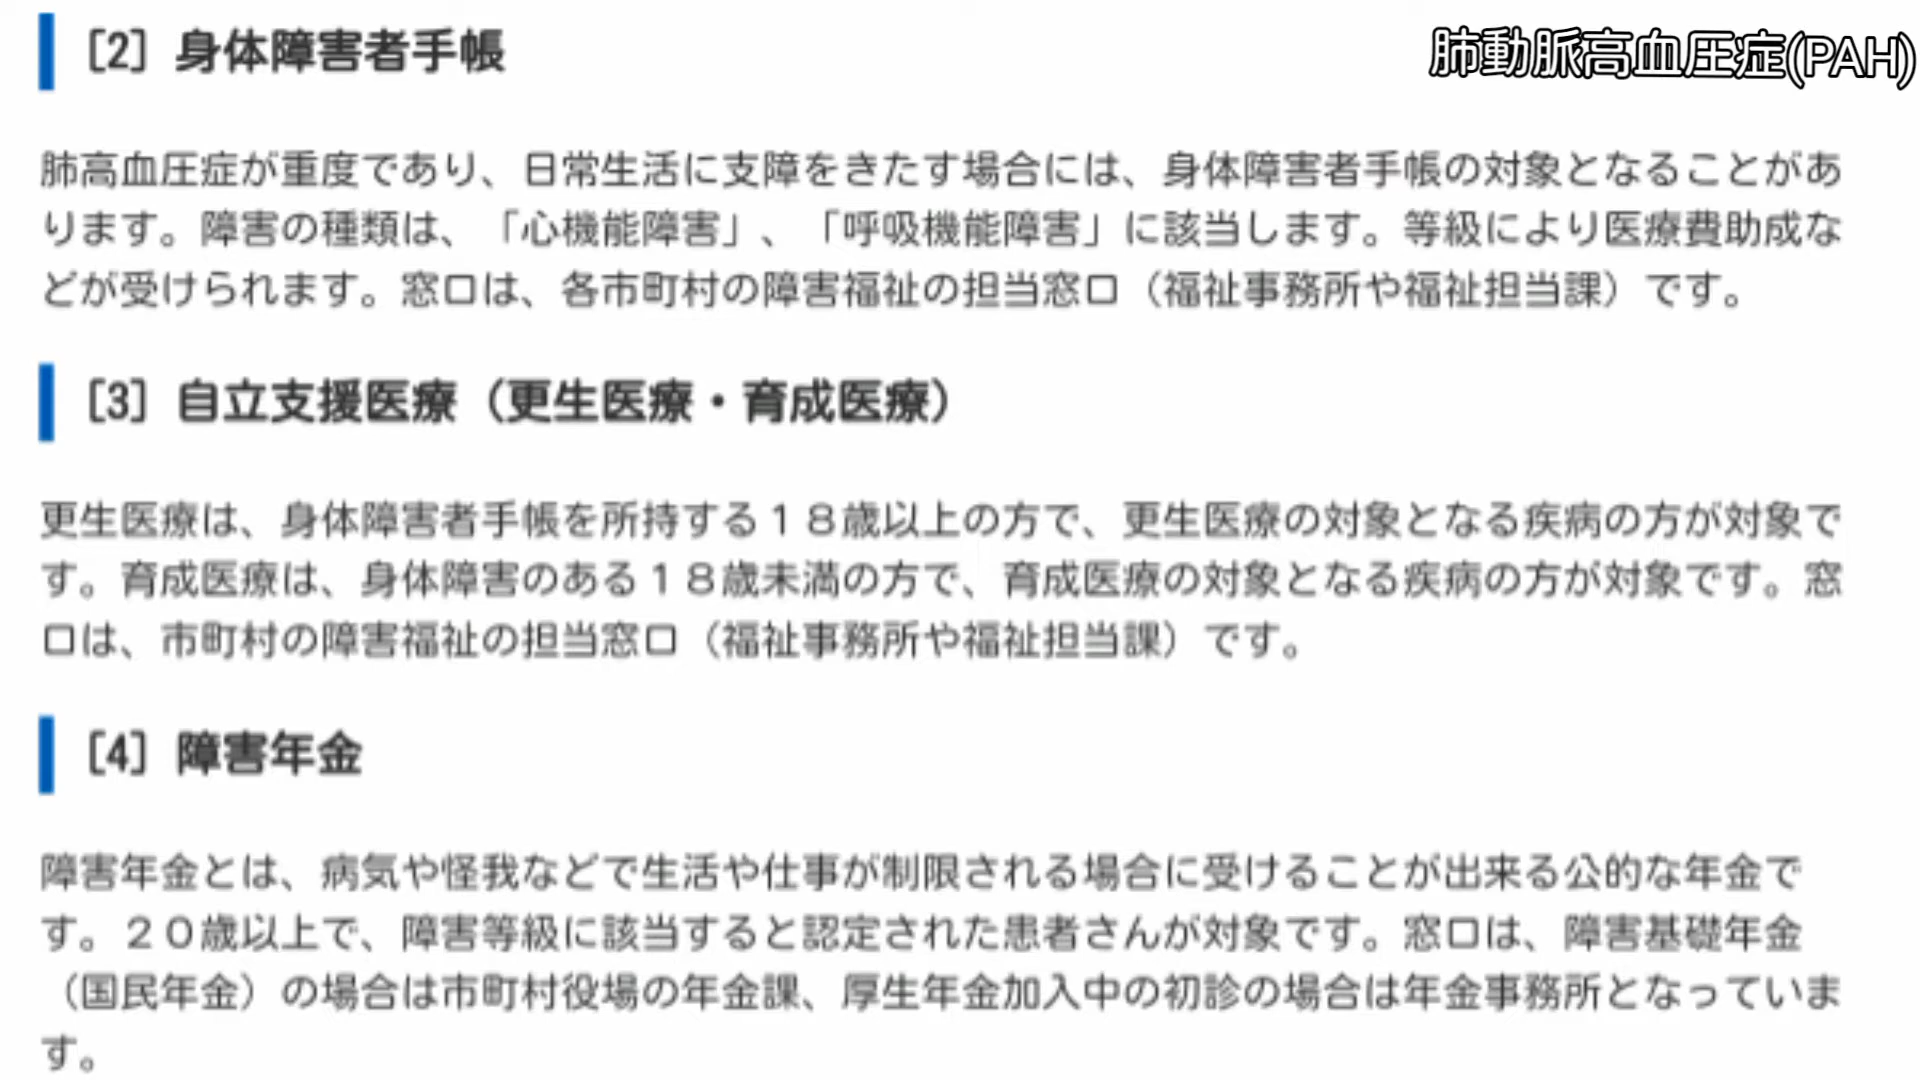 [2] 身体障害者手帳
肺動脈高血圧症(PAH)
肺高血圧症が重度であり、日常生活に支障をきたす場合には、身体障害者手帳の対象となることがあ
ります。障害の種類は、「心機能障害」、「呼吸機能障害」に該当します。等級により医療費助成な
どが受けられます。窓口は、各市町村の障害福祉の担当窓口（福祉事務所や福祉担当課）です。
[3] 自立支援医療（更生医療・育成医療）
更生医療は、身体障害者手帳を所持する１８歳以上の方で、更生医療の対象となる疾病の方が対象で
す。育成医療は、身体障害のある１８歳未満の方で、育成医療の対象となる疾病の方が対象です。窓
口は、市町村の障害福祉の担当窓口（福祉事務所や福祉担当課）です。
[4] 障害年金
障害年金とは、病気や怪我などで生活や仕事が制限される場合に受けることが出来る公的な年金で
す。２０歳以上で、障害等級に該当すると認定された患者さんが対象です。窓口は、障害基礎年金
（国民年金）の場合は市町村役場の年金課、厚生年金加入中の初診の場合は年金事務所となっていま
す。